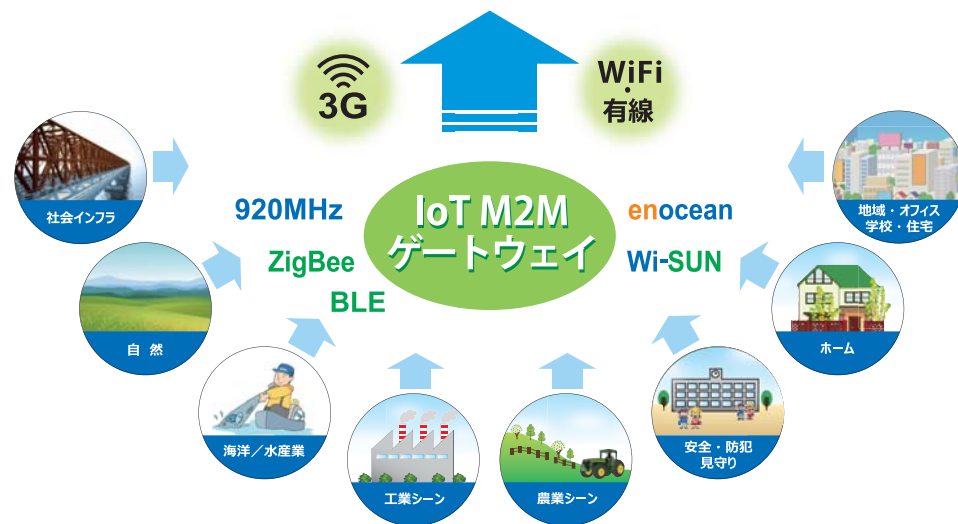 3G
WiFi
・
有線
社会インフラ
920MHz
IoT M2M
ゲートウェイ
enocean
地域・オフィス
学校・住宅
ZigBee
Wi-SUN
BLE
自 然
ホーム
海洋／水産業
安全・防犯
見守り
工業シーン
農業シーン